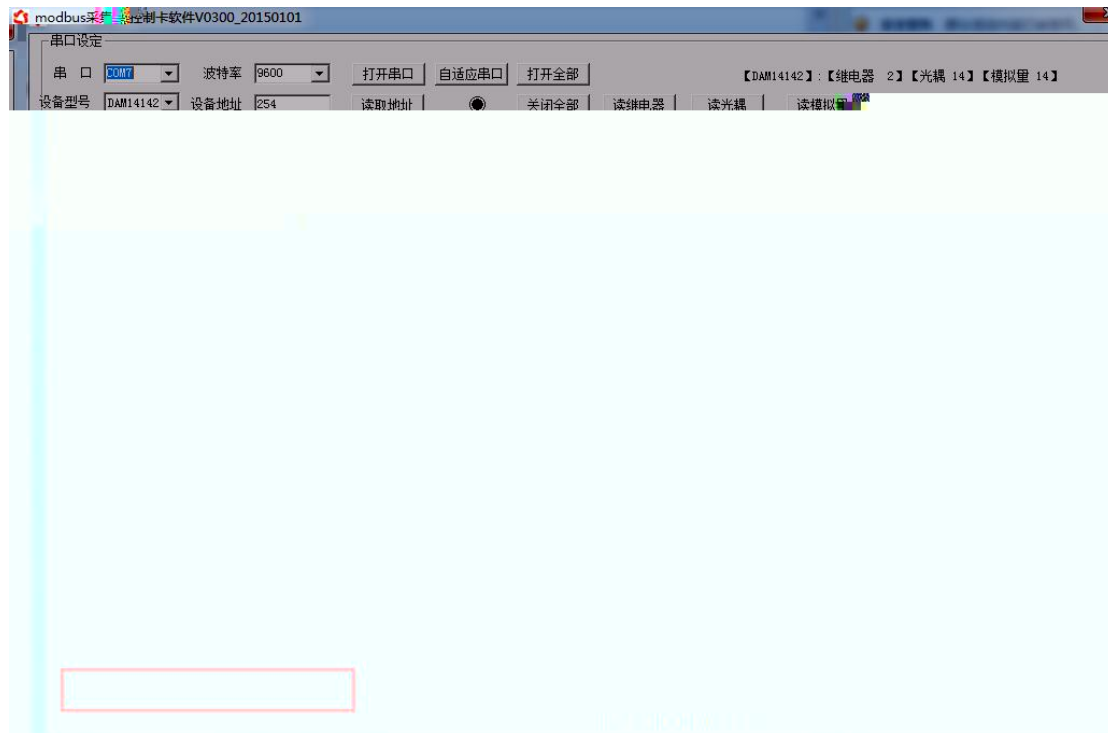 modbus采集 控制卡软件V0300_20150101
串口设定
串 口 COM7 波特率 9600 打开串口 自适应串口 打开全部 【DAM14142】:【继电器 2】【光耦 14】【模拟量 14】
设备型号 DAM14142 设备地址 254 读取地址 关闭全部 读继电器 读光耦 读模拟量